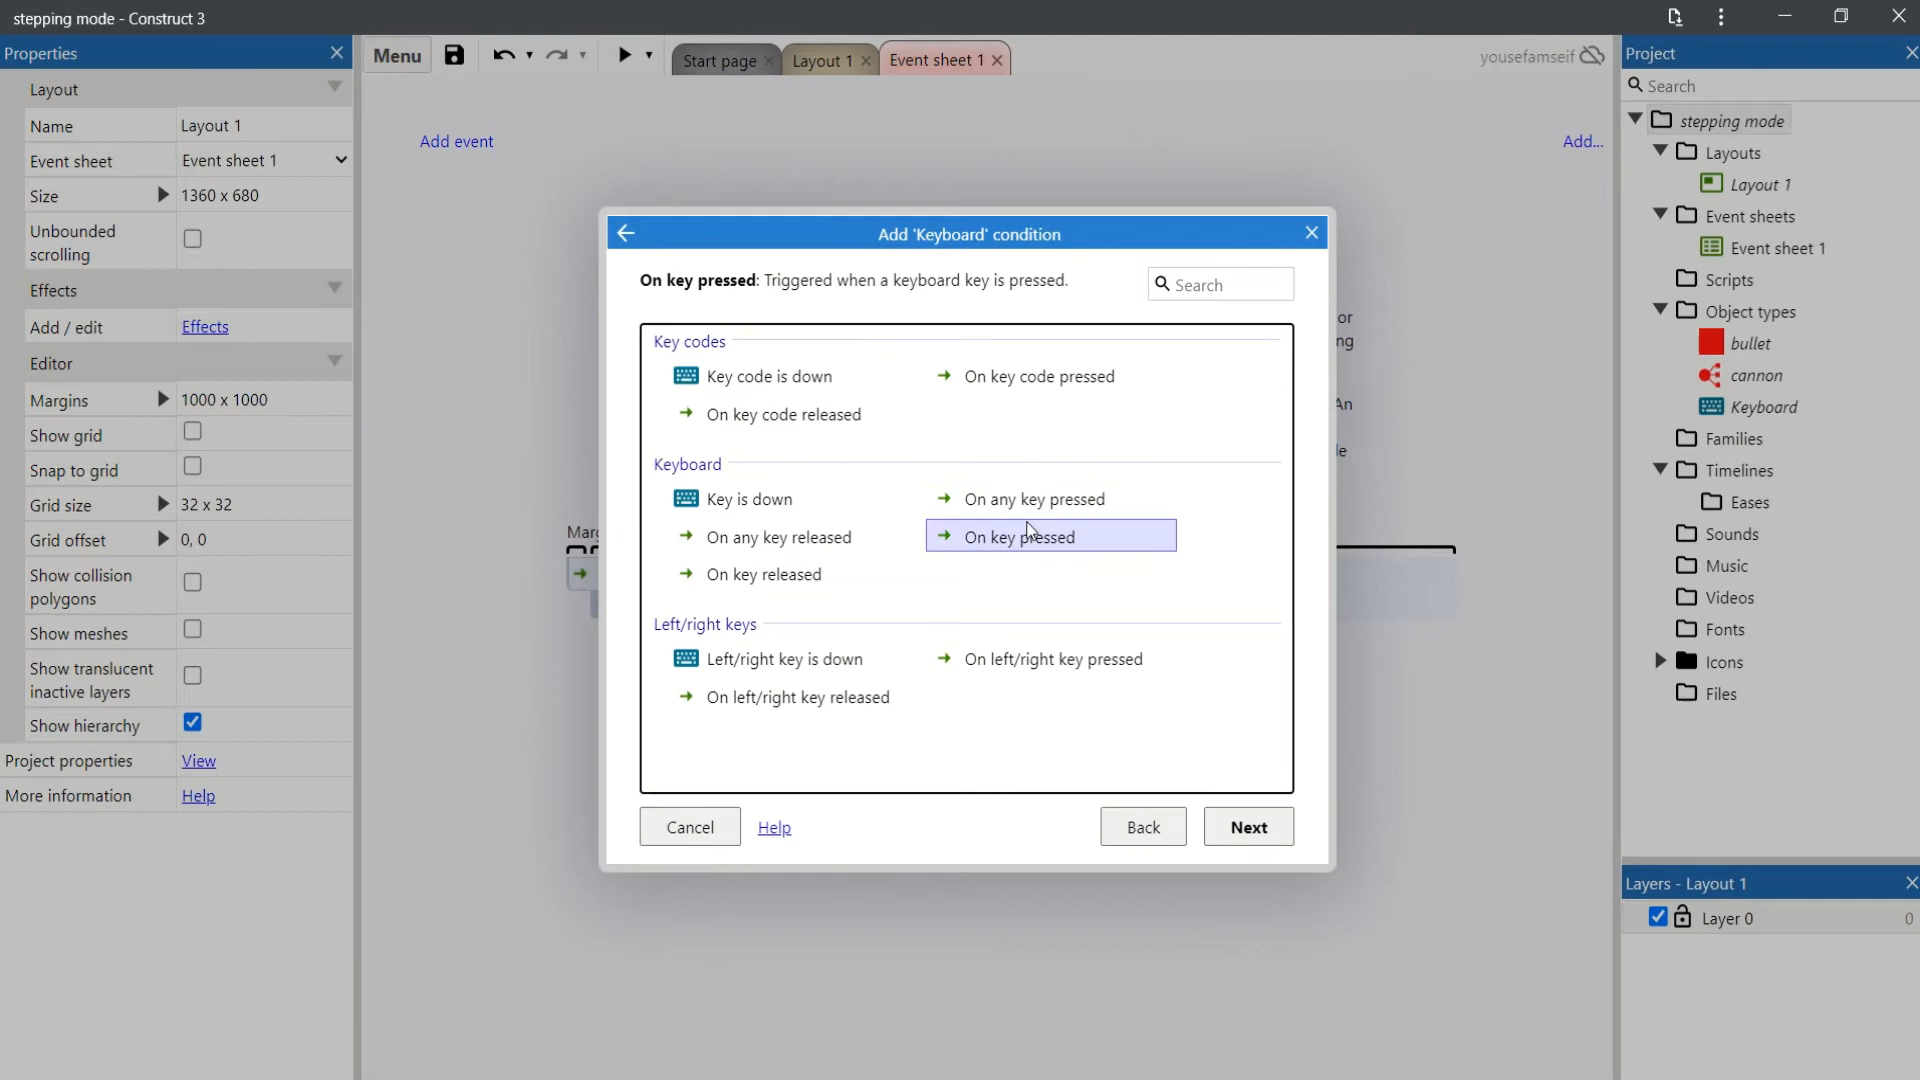 stepping mode - Construct 3
Properties
Layout
Name Layout 1
Event sheet Event sheet 1
Size 1360 x 680
Unbounded
scrolling
Effects
Add / edit Effects
Editor
Margins 1000 x 1000
Show grid
Snap to grid
Grid size 32 x 32
Grid offset 0, 0
Show collision
polygons
Show meshes
Show translucent
inactive layers
Show hierarchy
Project properties View
More information Help
Menu
Start page
Layout 1
Event sheet 1
yousefamseif
Add event
Add...
Add 'Keyboard' condition
On key pressed: Triggered when a keyboard key is pressed.
Search
Key codes
Key code is down
On key code pressed
On key code released
Keyboard
Key is down
On any key pressed
On any key released
On key pressed
On key released
Left/right keys
Left/right key is down
On left/right key pressed
On left/right key released
Cancel
Help
Back
Next
or
ng
An
le
Project
Search
stepping mode
Layouts
Layout 1
Event sheets
Event sheet 1
Scripts
Object types
bullet
cannon
Keyboard
Families
Timelines
Eases
Sounds
Music
Videos
Fonts
Icons
Files
Layers - Layout 1
Layer 0 0